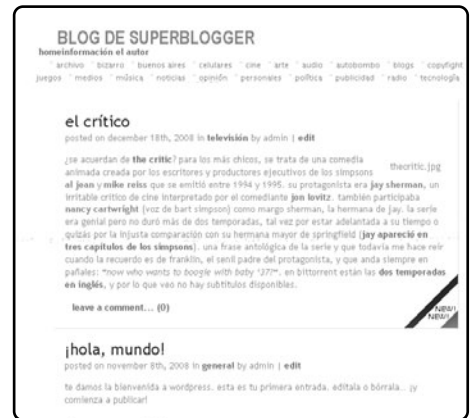 BLOG DE SUPERBLOGGER
homeinformación el autor
archivo bizarro buenos aires celulares cine arte audio autobombo blogs copyfight
juegos medios música noticias opinión personales política publicidad radio tecnología
el crítico
posted on december 18th, 2008 in televisión by admin | edit
thecritic.jpg
¿se acuerdan de the critic? para los más chicos, se trata de una comedia
animada creada por los escritores y productores ejecutivos de los simpsons
al jean y mike reiss que se emitió entre 1994 y 1995. su protagonista era jay sherman, un
irritable crítico de cine interpretado por el comediante jon lovitz. también participaba
nancy cartwright (voz de bart simpson) como margo sherman, la hermana de jay. la serie
era genial pero no duró más de dos temporadas, tal vez por estar adelantada a su tiempo o
quizás por la injusta comparación con su hermana mayor de springfield (jay apareció en
tres capítulos de los simpsons). una frase antológica de la serie y que todavía me hace reír
cuando la recuerdo es de franklin, el senil padre del protagonista, y que anda siempre en
pañales: "now who wants to boogie with baby '37?". en bittorrent están las dos temporadas
en inglés, y por lo que veo no hay subtítulos disponibles.
leave a comment... (0)
NEW!
NEW!
¡hola, mundo!
posted on november 8th, 2008 in general by admin | edit
te damos la bienvenida a wordpress. esta es tu primera entrada. edítala o bórrala.. ¡y
comienza a publicar!